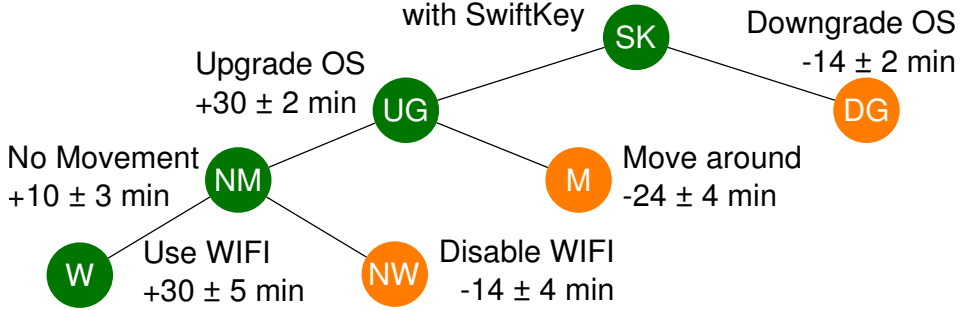 with SwiftKey
SK
Downgrade OS
-14 ± 2 min
DG
Upgrade OS
+30 ± 2 min
UG
No Movement
+10 ± 3 min
NM
M
Move around
-24 ± 4 min
W
Use WIFI
+30 ± 5 min
NW
Disable WIFI
-14 ± 4 min